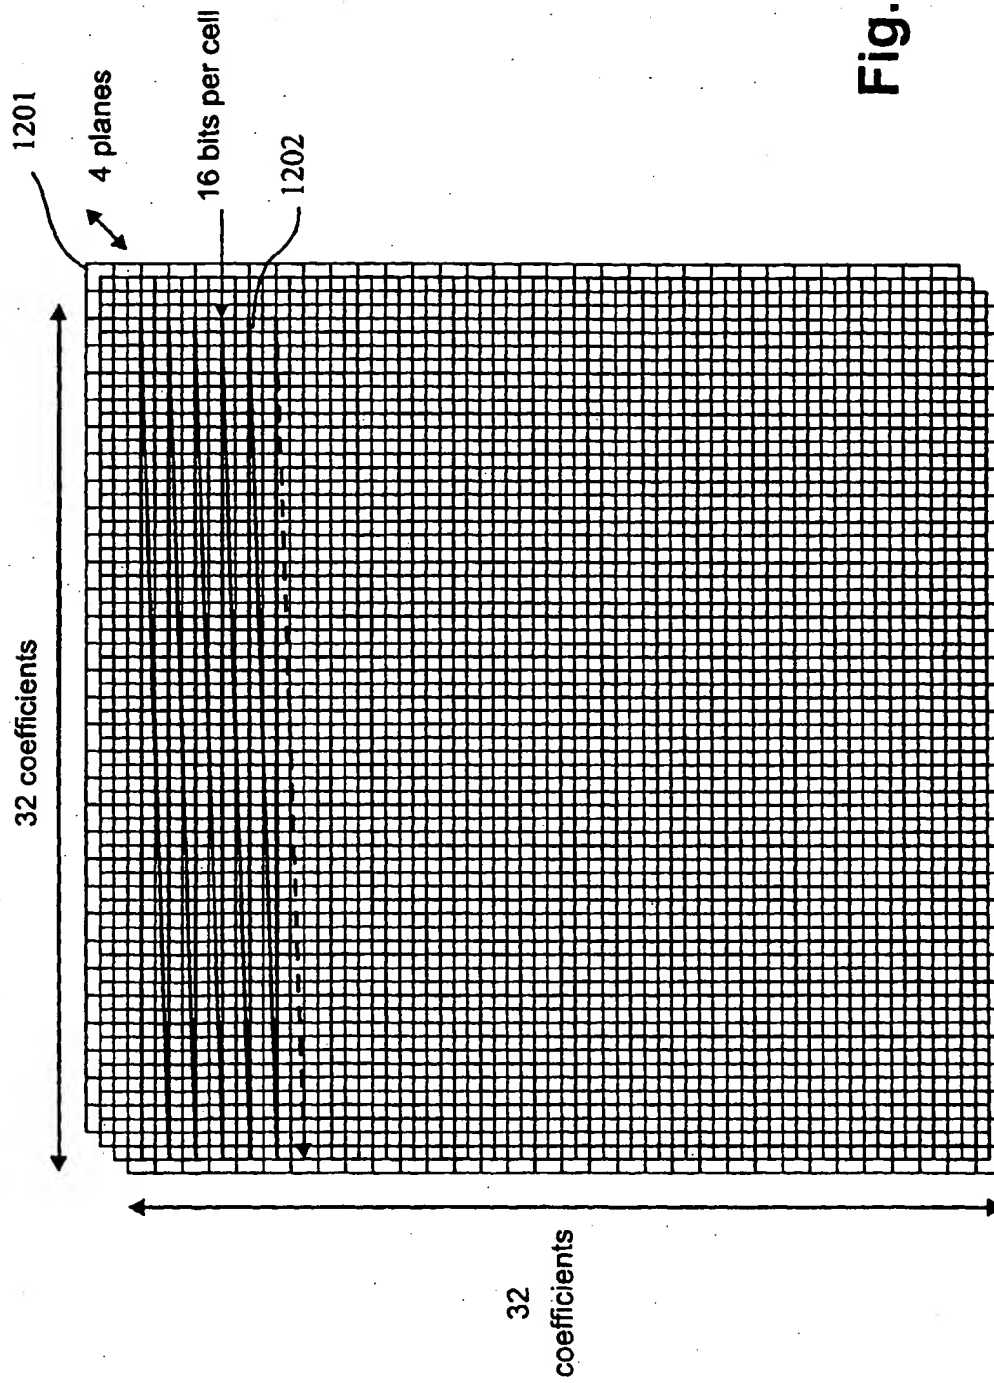 1201
4 planes
16 bits per cell
1202
32 coefficients
32
coefficients
Fig.